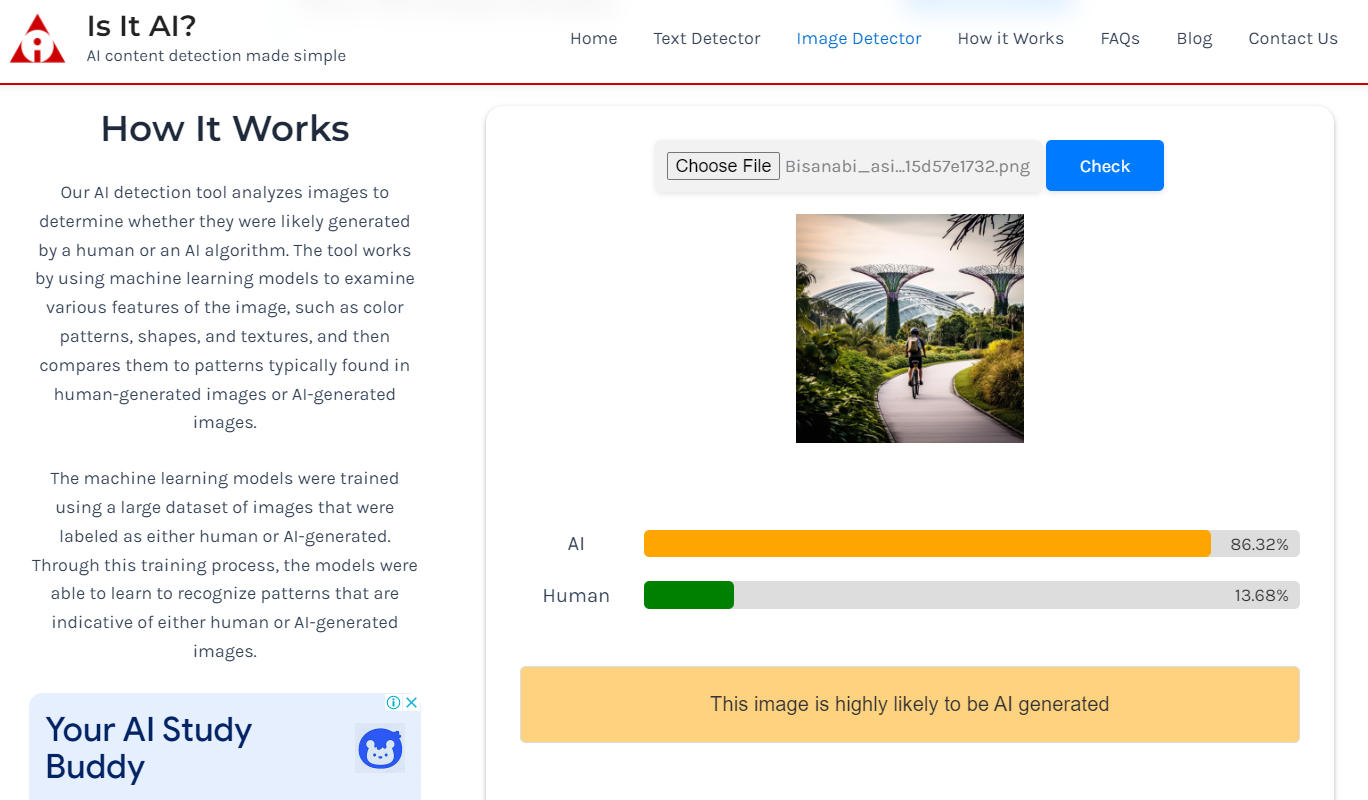 Is It AI?
AI content detection made simple
Home
Text Detector
Image Detector
How it Works
FAQs
Blog
Contact Us
How It Works
Our AI detection tool analyzes images to
determine whether they were likely generated
by a human or an AI algorithm. The tool works
by using machine learning models to examine
various features of the image, such as color
patterns, shapes, and textures, and then
compares them to patterns typically found in
human-generated images or AI-generated
images.
The machine learning models were trained
using a large dataset of images that were
labeled as either human or AI-generated.
Through this training process, the models were
able to learn to recognize patterns that are
indicative of either human or AI-generated
images.
Your AI Study
Buddy
Choose File Bisanabi_asi...15d57e1732.png
Check
AI 86.32%
Human 13.68%
This image is highly likely to be AI generated